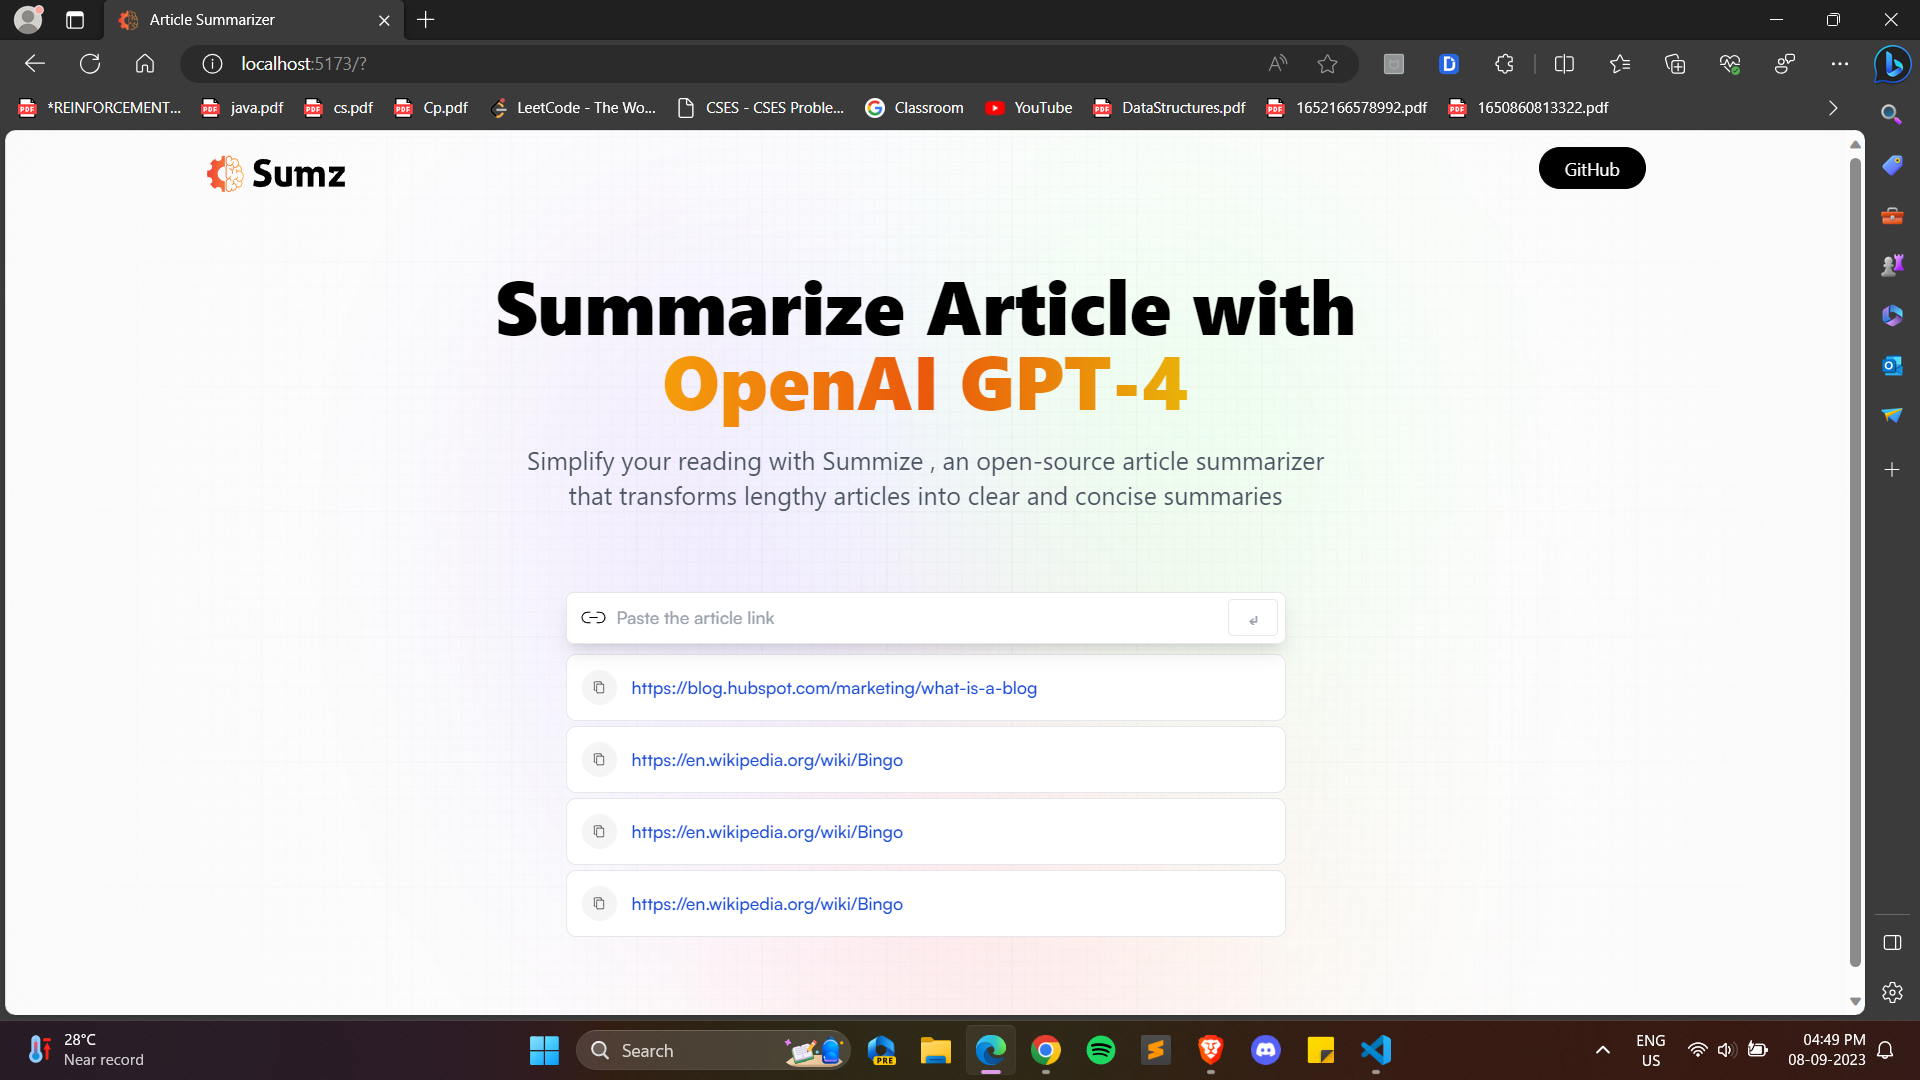 Article Summarizer
localhost:5173/?
*REINFORCEMENT... java.pdf cs.pdf Cp.pdf LeetCode - The Wo... CSES - CSES Proble... Classroom YouTube DataStructures.pdf 1652166578992.pdf 1650860813322.pdf
Sumz
GitHub
Summarize Article with
OpenAI GPT-4
Simplify your reading with Summize , an open-source article summarizer
that transforms lengthy articles into clear and concise summaries
Paste the article link
https://blog.hubspot.com/marketing/what-is-a-blog
https://en.wikipedia.org/wiki/Bingo
https://en.wikipedia.org/wiki/Bingo
https://en.wikipedia.org/wiki/Bingo
28°C
Near record
Search
PRE
ENG
US
04:49 PM
08-09-2023